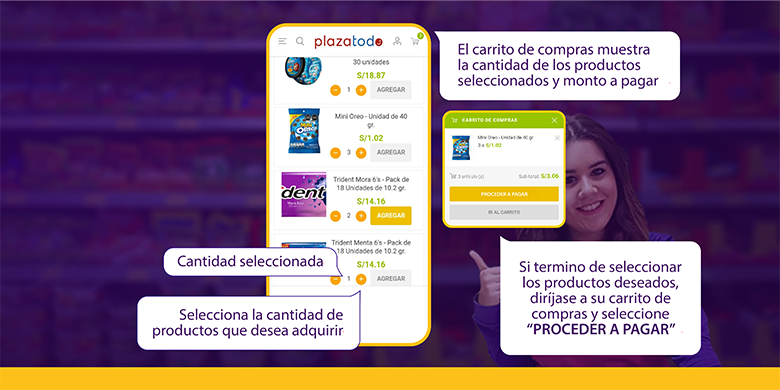 plazatodo
3
30 unidades
S/18.87
1
AGREGAR
Mini Oreo - Unidad de 40
gr.
S/1.02
3
AGREGAR
Trident Mora 6's - Pack de
18 Unidades de 10.2 gr.
S/14.16
2
AGREGAR
Trident Menta 6's - Pack de
18 Unidades de 10.2 gr.
S/14.16
1
AGREGAR
Cantidad seleccionada
Selecciona la cantidad de
productos que desea adquirir
El carrito de compras muestra
la cantidad de los productos
seleccionados y monto a pagar
CARRITO DE COMPRAS
Mini Oreo - Unidad de 40 gr.
3 x S/1.02
3 artículo(s)
Sub-total: S/3.06
PROCEDER A PAGAR
IR AL CARRITO
Si termino de seleccionar
los productos deseados,
diríjase a su carrito de
compras y seleccione
“PROCEDER A PAGAR”